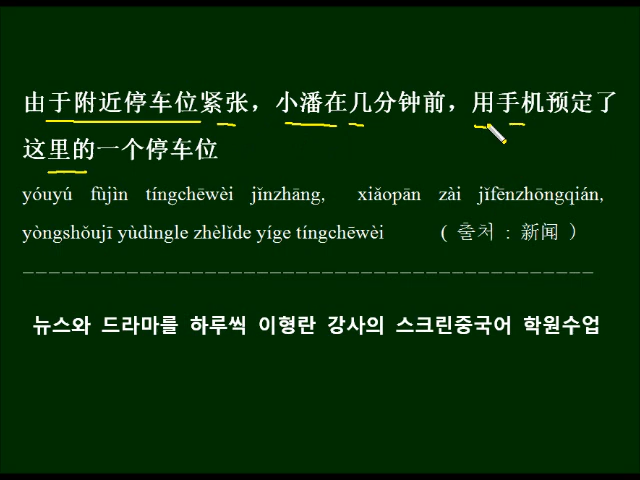 由于附近停车位紧张，小潘在几分钟前，用手机预定了
这里的一个停车位
yóuyú fùjìn tíngchēwèi jǐnzhāng, xiǎopān zài jǐfēnzhōngqián,
yòngshǒujī yùdìngle zhèlǐde yíge tíngchēwèi ( 출처 : 新闻 )
뉴스와 드라마를 하루씩 이형란 강사의 스크린중국어 학원수업